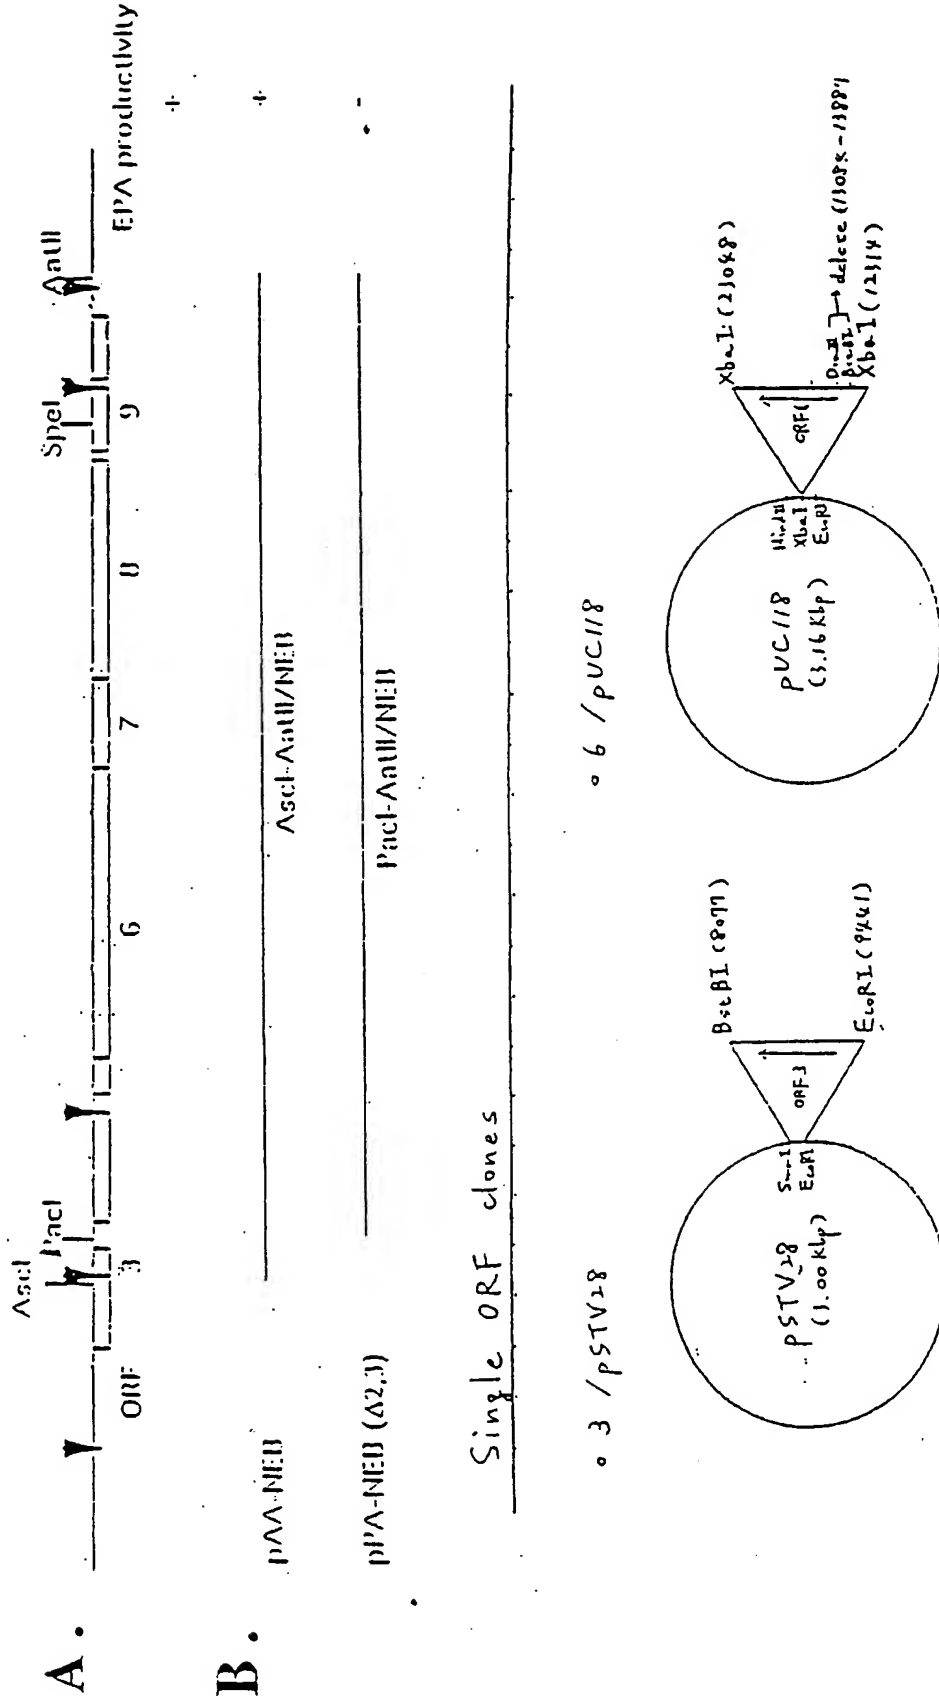 A.
AscI
PacI
SpeI
AatII
ORF 3 6 7 8 9
EPA productivity
+
B.
pAA-NEB
AscI-AatII/NEB
+
pPA-NEB (Δ2,3)
PacI-AatII/NEB
-
Single ORF clones
3 / pSTV28
6 / pUC118
BstBI (8077)
SmaI
EcoRI
ORF3
pSTV28
(3.00 Kbp)
XbaI (23048)
HindIII
XbaI
EcoRI
ORF6
pUC118
(3.16 Kbp)
delete
XbaI (12314)